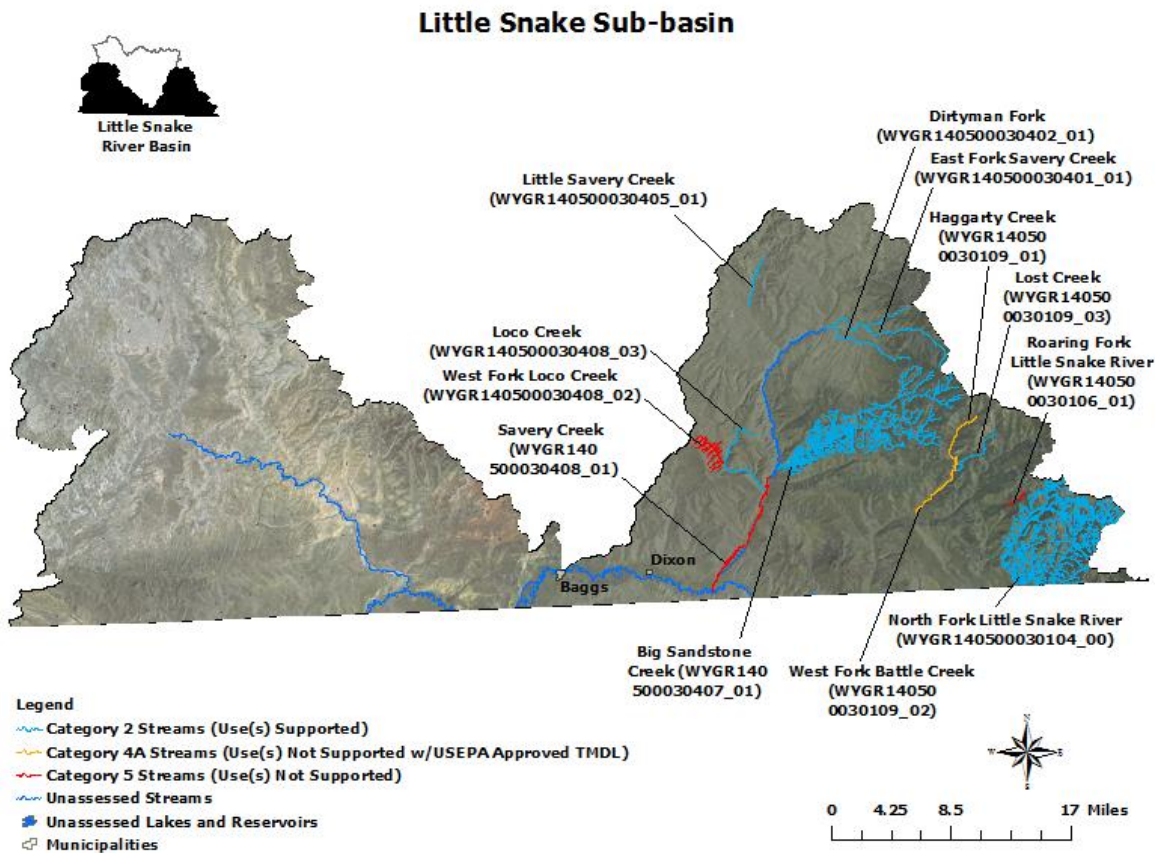 Little Snake Sub-basin
Little Snake
River Basin
Dirtyman Fork
(WYGR140500030402_01)
East Fork Savery Creek
(WYGR140500030401_01)
Little Savery Creek
(WYGR140500030405_01)
Haggarty Creek
(WYGR14050
0030109_01)
Lost Creek
(WYGR14050
0030109_03)
Roaring Fork
Little Snake River
(WYGR14050
0030106_01)
Loco Creek
(WYGR140500030408_03)
West Fork Loco Creek
(WYGR140500030408_02)
Savery Creek
(WYGR140
500030408_01)
Dixon
Baggs
North Fork Little Snake River
(WYGR140500030104_00)
Big Sandstone
Creek (WYGR140
500030407_01)
West Fork Battle Creek
(WYGR14050
0030109_02)
Legend
Category 2 Streams (Use(s) Supported)
Category 4A Streams (Use(s) Not Supported w/USEPA Approved TMDL)
Category 5 Streams (Use(s) Not Supported)
Unassessed Streams
Unassessed Lakes and Reservoirs
Municipalities
N
W E
S
0 4.25 8.5 17 Miles